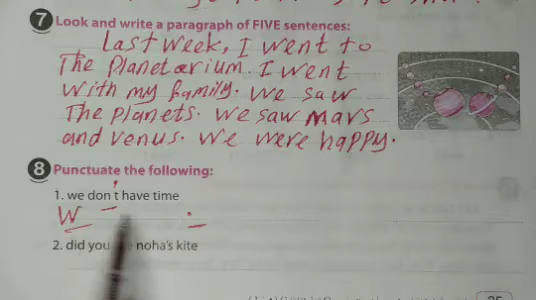 7 Look and write a paragraph of FIVE sentences:
Last week, I went to
The Planetarium. I went
with my family. we saw
The planets. we saw mars
and venus. we were happy.
8 Punctuate the following:
1. we don't have time
W .
2. did you noha's kite